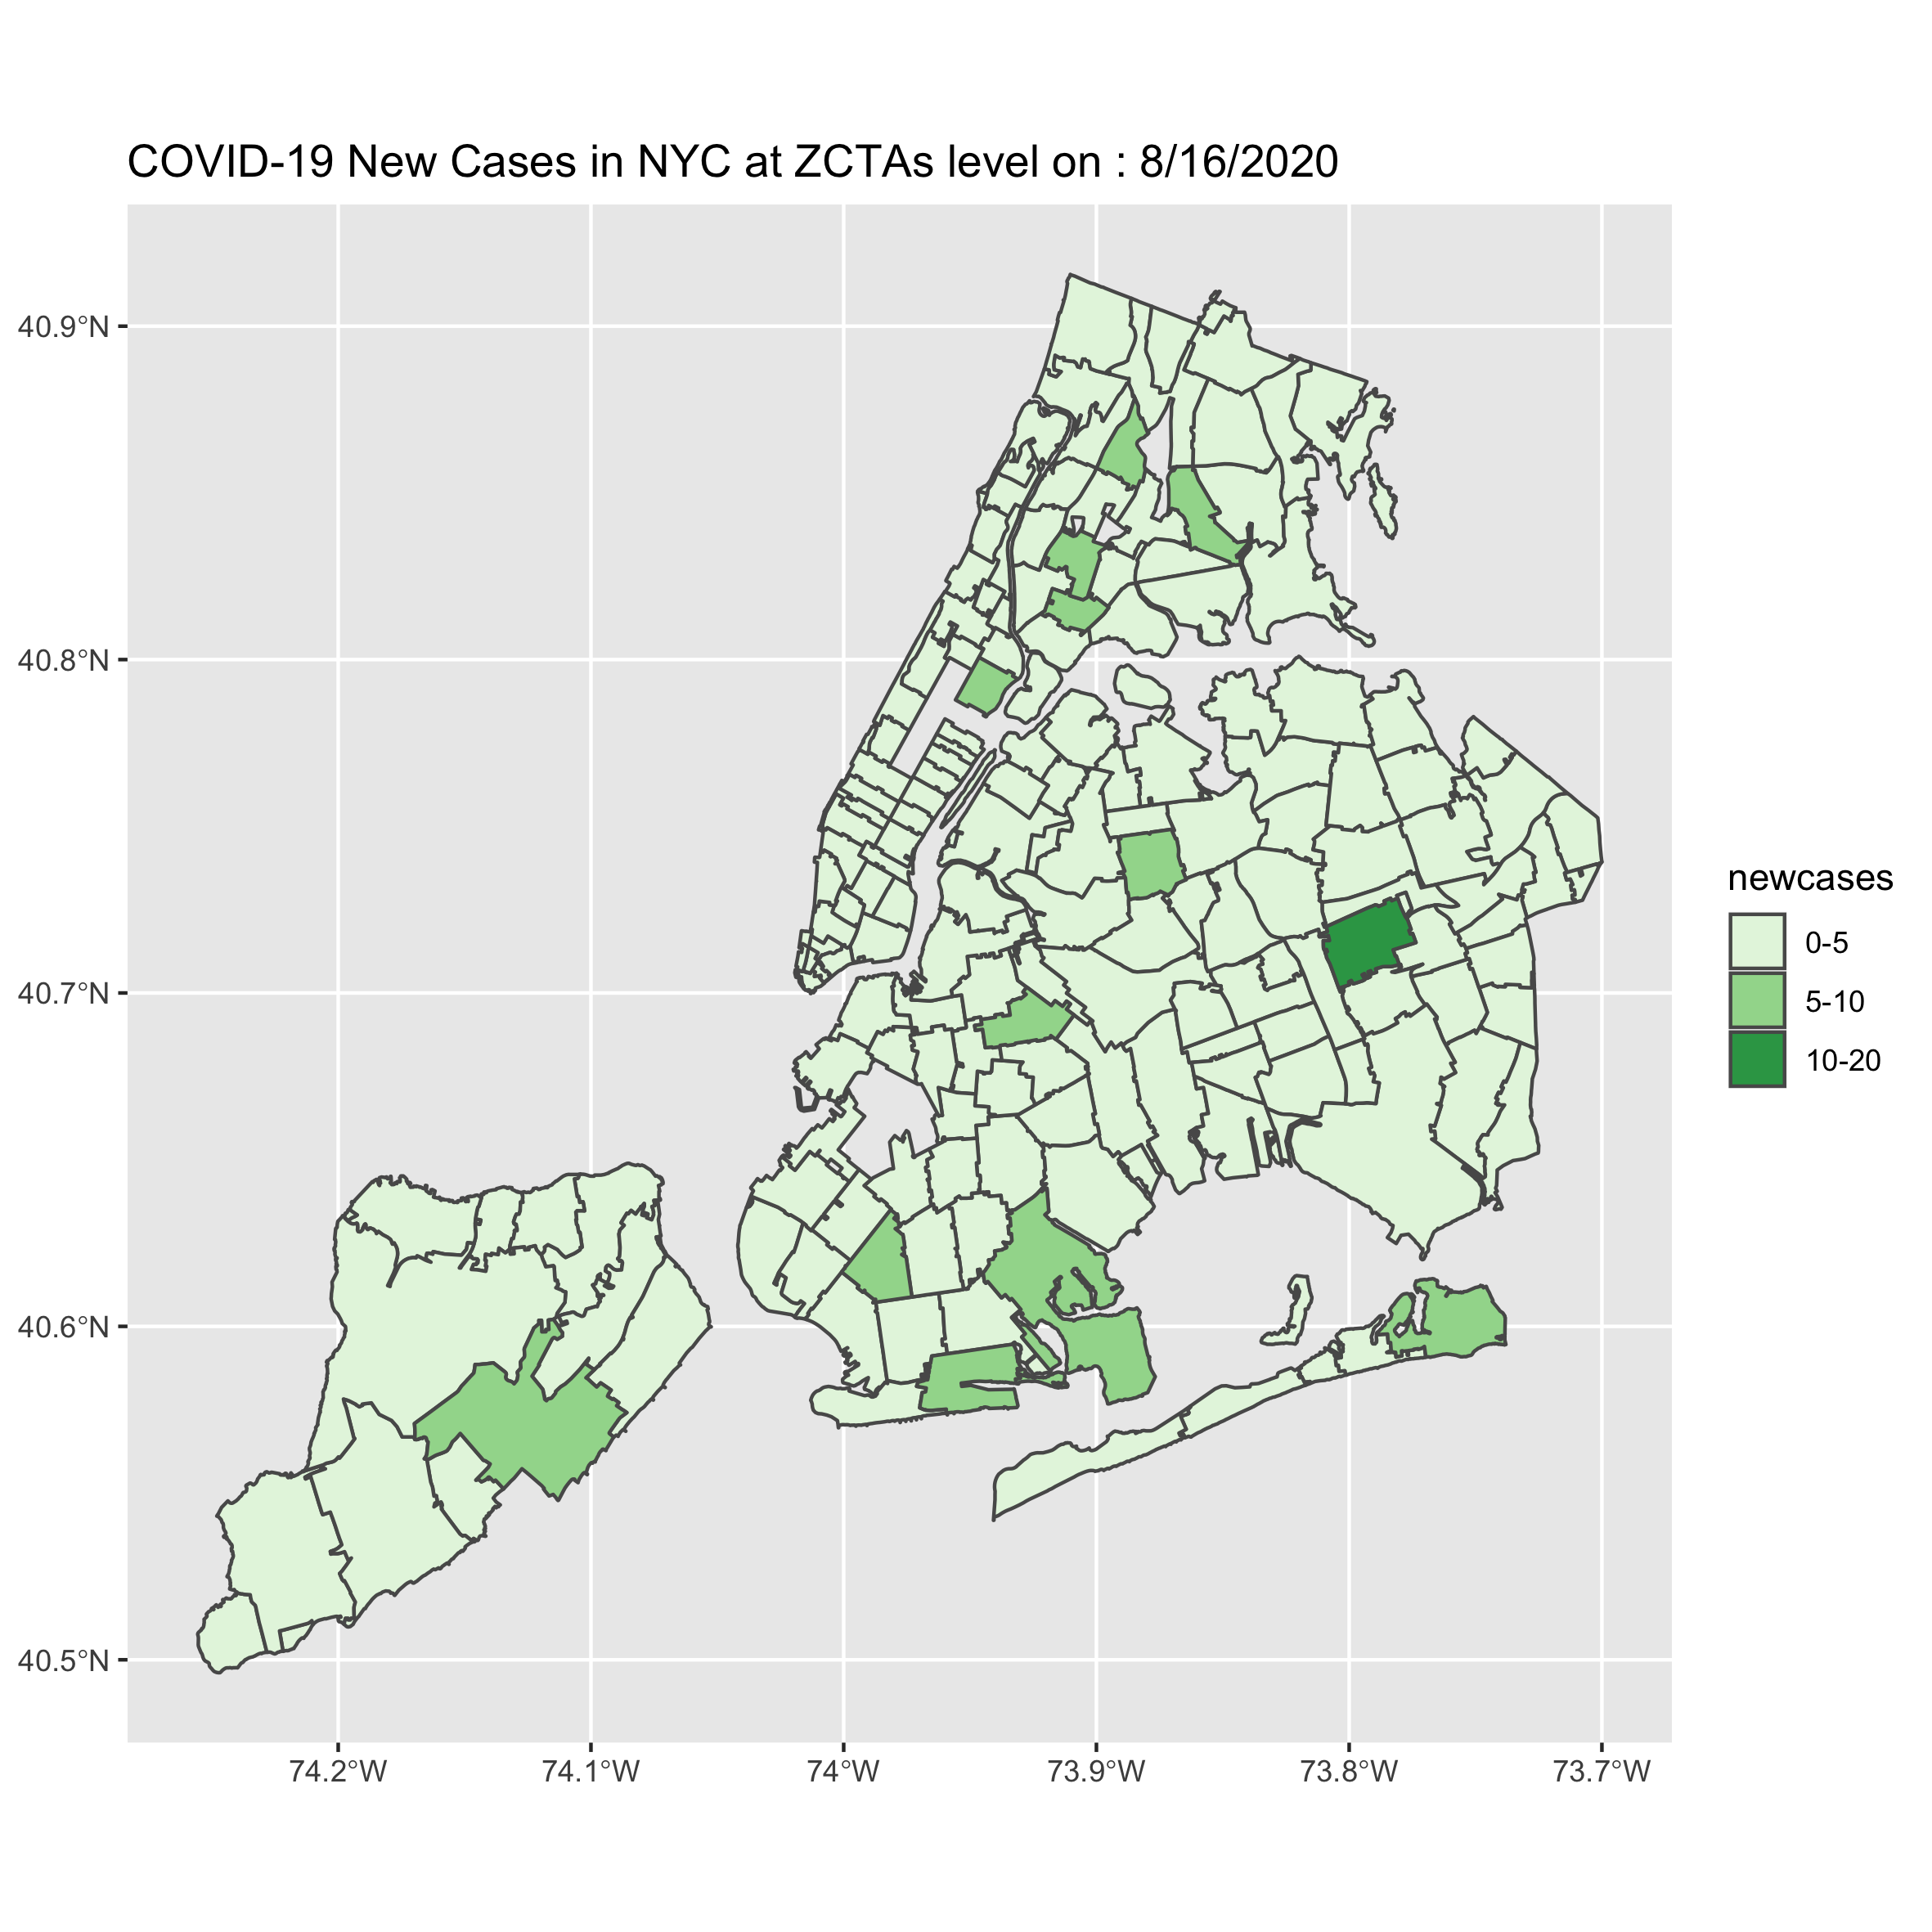 COVID-19 New Cases in NYC at ZCTAs level on : 8/16/2020
40.9°N
40.8°N
40.7°N
40.6°N
40.5°N
74.2°W
74.1°W
74°W
73.9°W
73.8°W
73.7°W
newcases
0-5
5-10
10-20